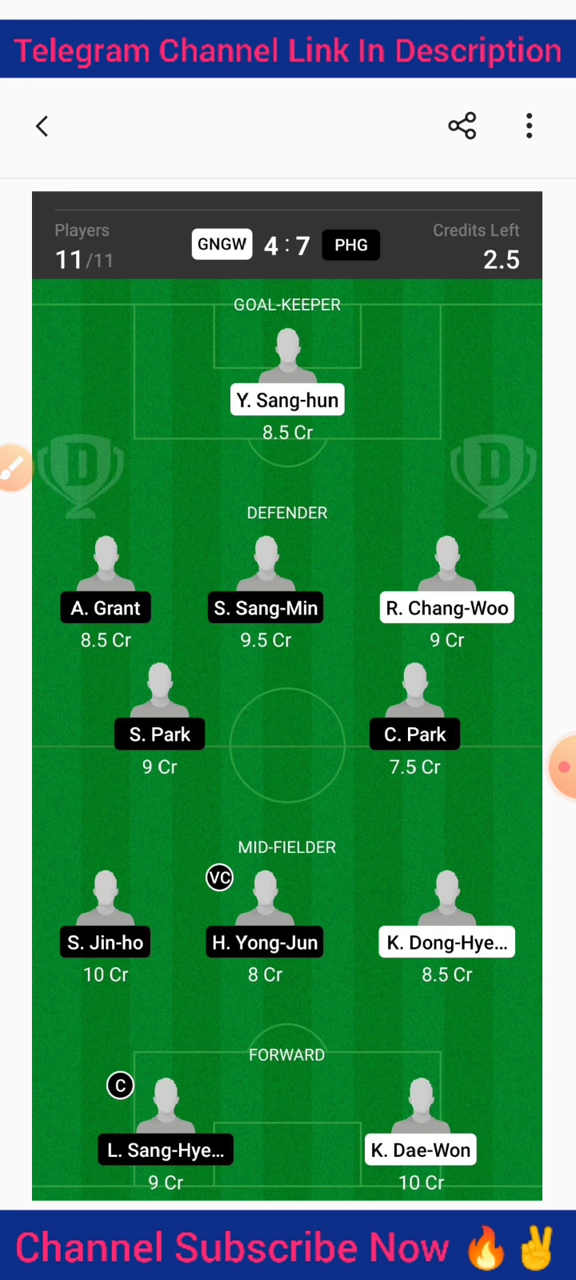 Telegram Channel Link In Description
Players
11/11
GNGW 4 : 7 PHG
Credits Left
2.5
GOAL-KEEPER
Y. Sang-hun
8.5 Cr
D D
DEFENDER
A. Grant S. Sang-Min R. Chang-Woo
8.5 Cr 9.5 Cr 9 Cr
S. Park C. Park
9 Cr 7.5 Cr
MID-FIELDER
VC
S. Jin-ho H. Yong-Jun K. Dong-Hye...
10 Cr 8 Cr 8.5 Cr
FORWARD
C
L. Sang-Hye... K. Dae-Won
9 Cr 10 Cr
Channel Subscribe Now 🔥✌️